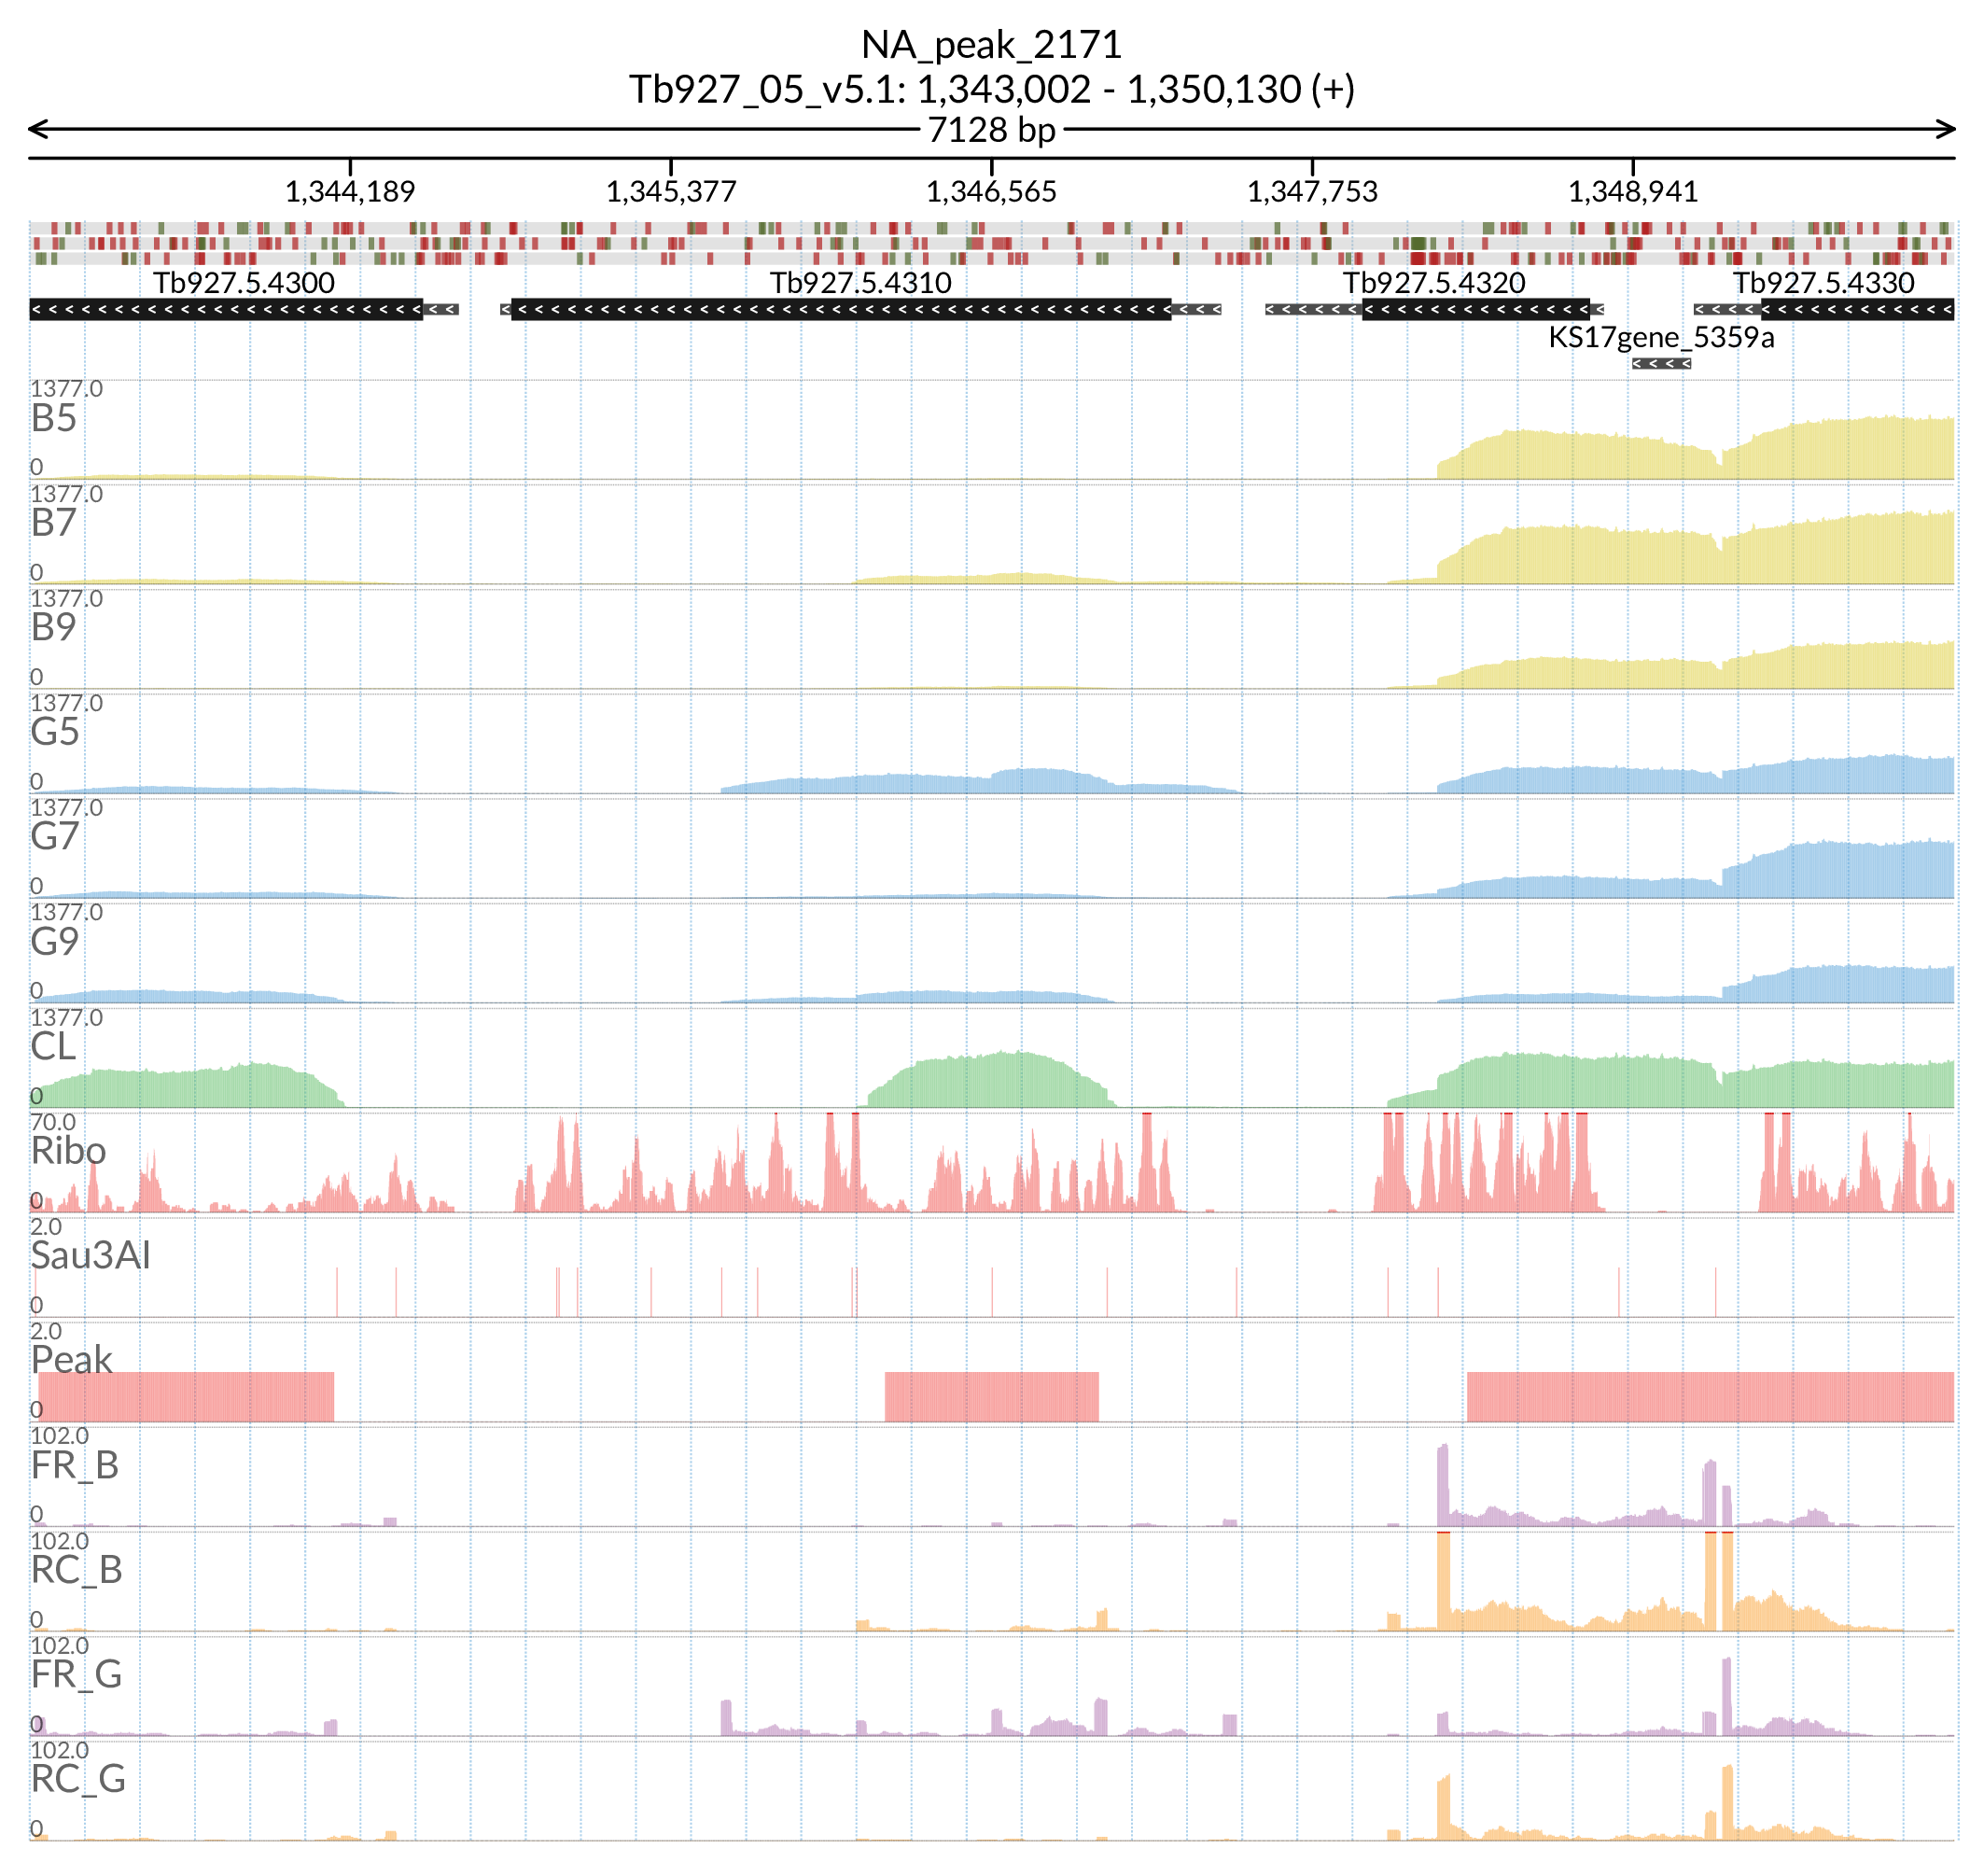 NA_peak_2171
Tb927_05_v5.1: 1,343,002 - 1,350,130 (+)
7128 bp
1,344,189 1,345,377 1,346,565 1,347,753 1,348,941
Tb927.5.4300 Tb927.5.4310 Tb927.5.4320 Tb927.5.4330
KS17gene_5359a
1377.0
B5
0
1377.0
B7
0
1377.0
B9
0
1377.0
G5
0
1377.0
G7
0
1377.0
G9
0
1377.0
CL
0
70.0
Ribo
0
2.0
Sau3AI
0
2.0
Peak
0
102.0
FR_B
0
102.0
RC_B
0
102.0
FR_G
0
102.0
RC_G
0